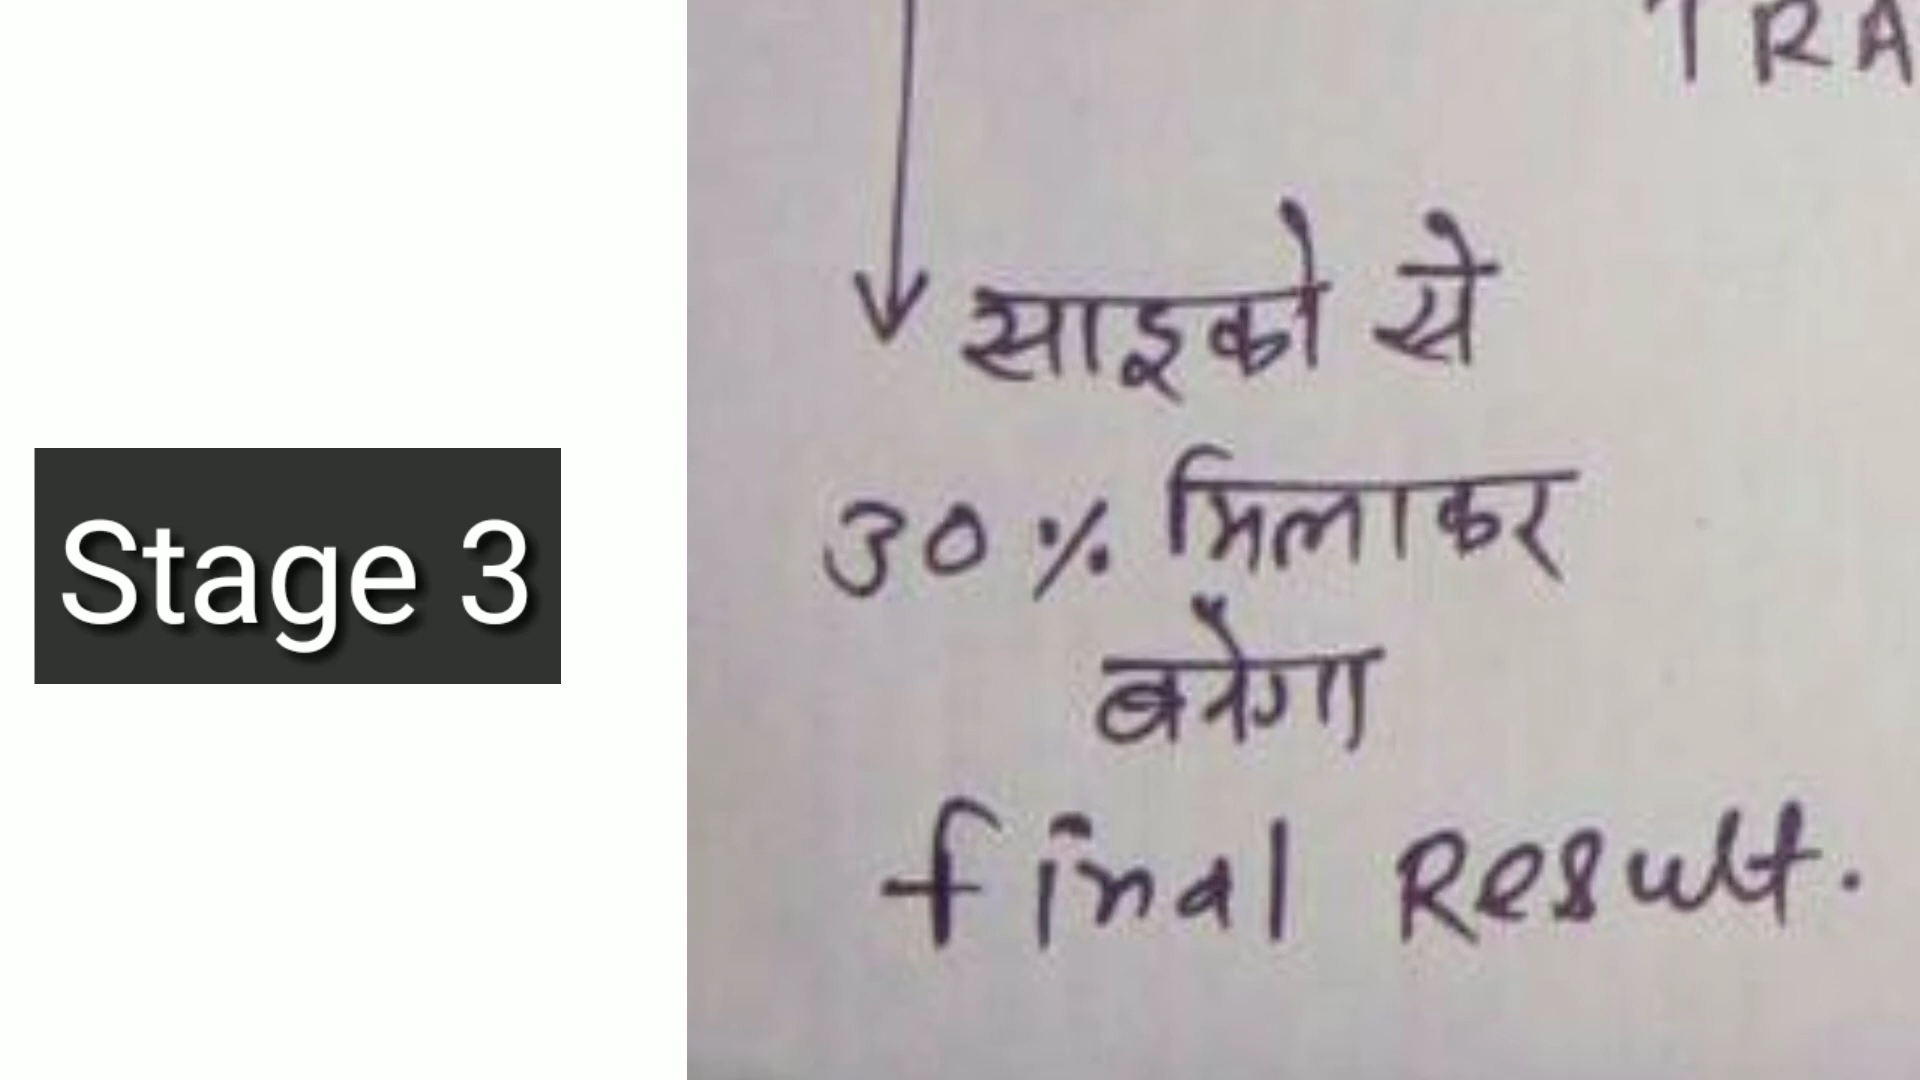 Stage 3
TRA
साइको से
30% मिलाकर
बनेगा
final Result.